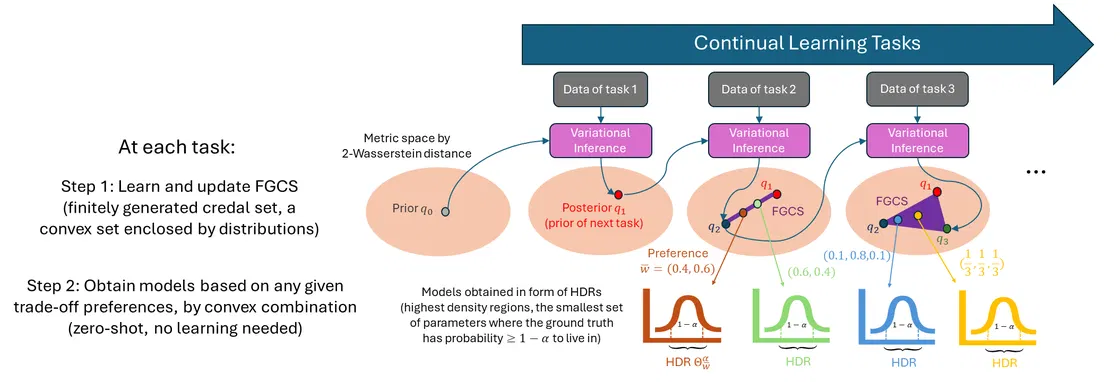 Continual Learning Tasks
At each task:
Step 1: Learn and update FGCS
(finitely generated credal set, a
convex set enclosed by distributions)
Step 2: Obtain models based on any given
trade-off preferences, by convex combination
(zero-shot, no learning needed)
Data of task 1
Data of task 2
Data of task 3
Variational
Inference
Variational
Inference
Variational
Inference
Metric space by
2-Wasserstein distance
Prior q₀
Posterior q₁
(prior of next task)
q₁
FGCS
q₂
q₁
FGCS
q₂
q₃
...
Preference
w̅ = (0.4, 0.6)
(0.6, 0.4)
(0.1, 0.8,0.1)
(1/3, 1/3, 1/3)
Models obtained in form of HDRs
(highest density regions, the smallest set
of parameters where the ground truth
has probability ≥ 1 − α to live in)
1 − α
1 − α
1 − α
1 − α
HDR Θ_w̅^α
HDR
HDR
HDR